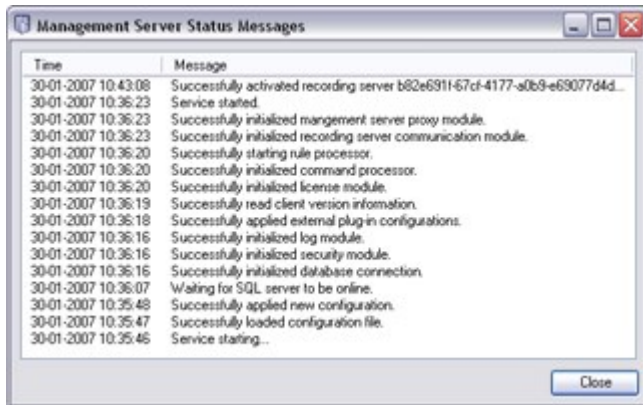 Management Server Status Messages
Time Message
30-01-2007 10:43:08 Successfully activated recording server b82e691f-67cf-4177-a0b9-e69077d4d...
30-01-2007 10:36:23 Service started.
30-01-2007 10:36:23 Successfully initialized mangement server proxy module.
30-01-2007 10:36:23 Successfully initialized recording server communication module.
30-01-2007 10:36:20 Successfully starting rule processor.
30-01-2007 10:36:20 Successfully initialized command processor.
30-01-2007 10:36:20 Successfully initialized license module.
30-01-2007 10:36:19 Successfully read client version information.
30-01-2007 10:36:18 Successfully applied external plug-in configurations.
30-01-2007 10:36:16 Successfully initialized log module.
30-01-2007 10:36:16 Successfully initialized security module.
30-01-2007 10:36:16 Successfully initialized database connection.
30-01-2007 10:36:07 Waiting for SQL server to be online.
30-01-2007 10:35:48 Successfully applied new configuration.
30-01-2007 10:35:47 Successfully loaded configuration file.
30-01-2007 10:35:46 Service starting...
Close